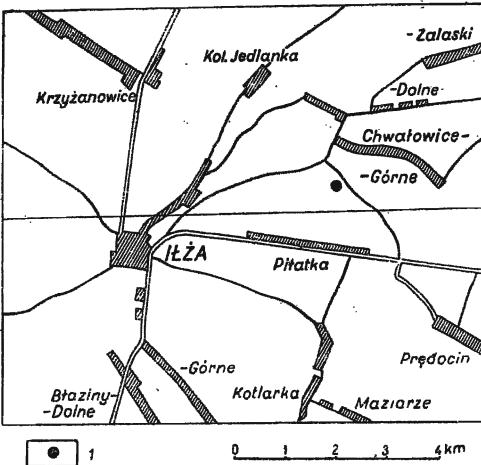 -Zalaski
Kol. Jedlanka
-Dolne-
Krzyżanowice
Chwałowice-
-Górne
IŁŻA
Piłatka
Prędocin
-Górne
Kotlarka
Błaziny-
-Dolne
Maziarze
1
0 1 2 3 4 km